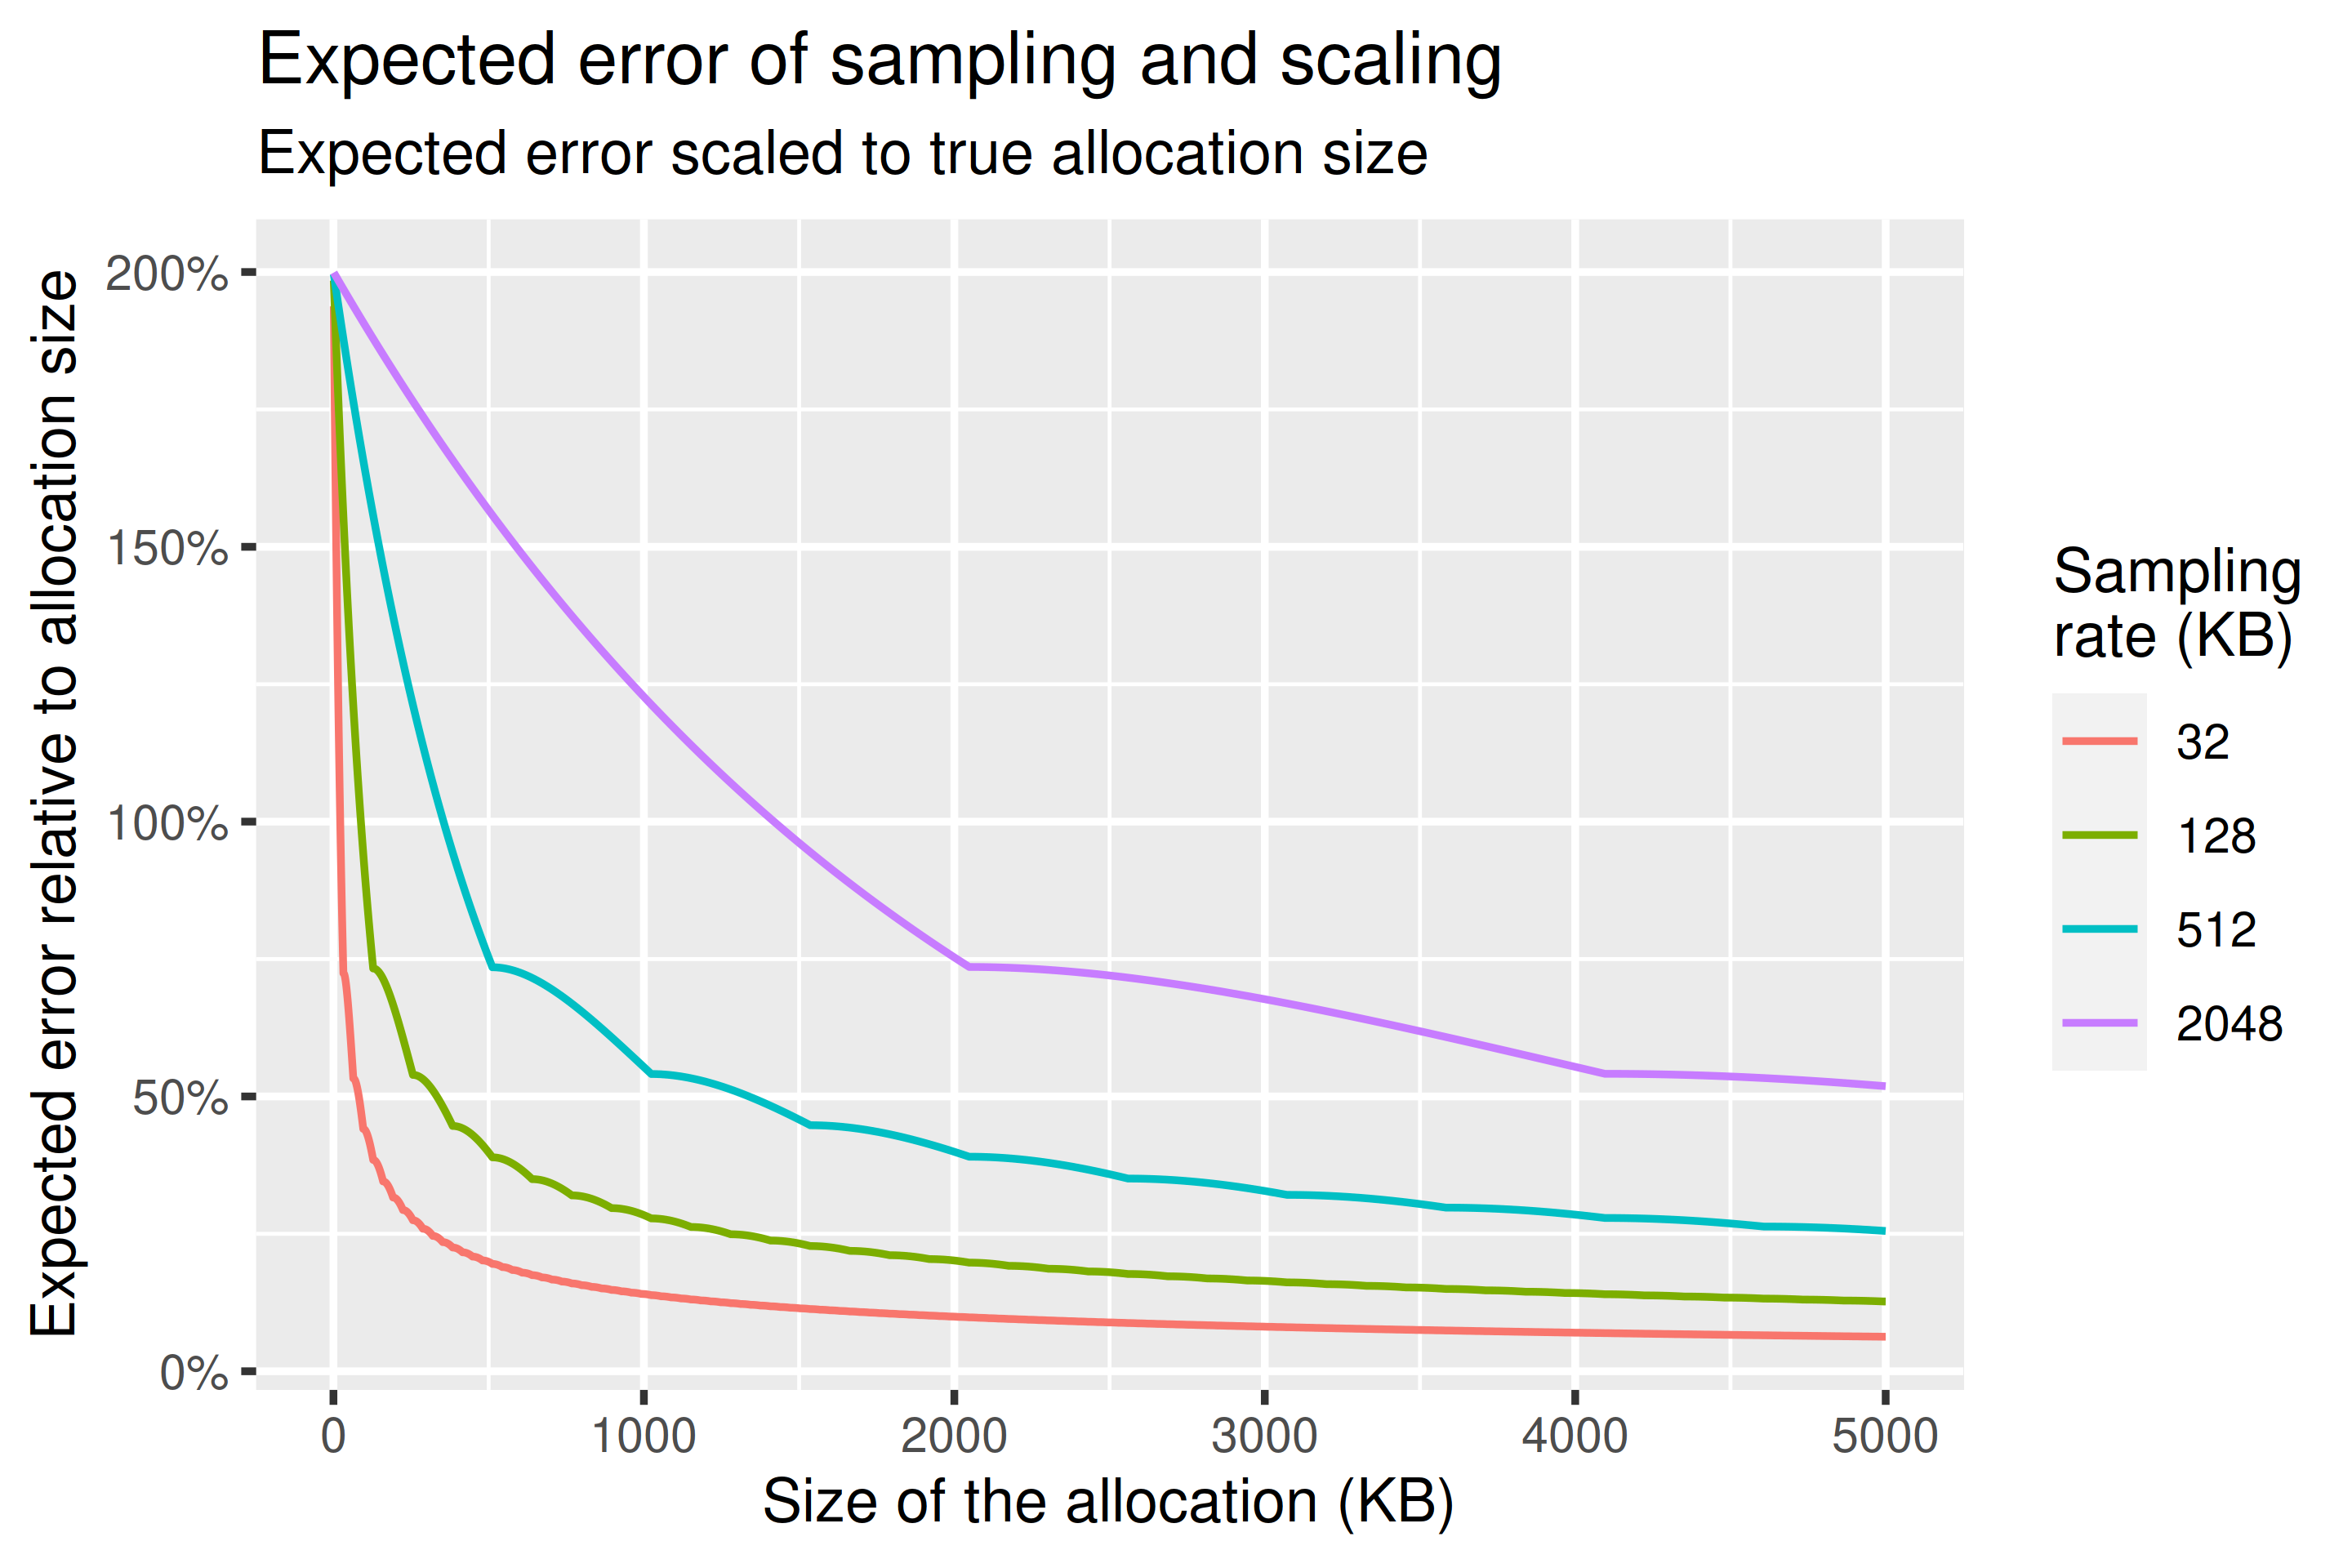 Expected error of sampling and scaling
Expected error scaled to true allocation size
Expected error relative to allocation size
200%
150%
100%
50%
0%
0
1000
2000
3000
4000
5000
Size of the allocation (KB)
Sampling
rate (KB)
32
128
512
2048